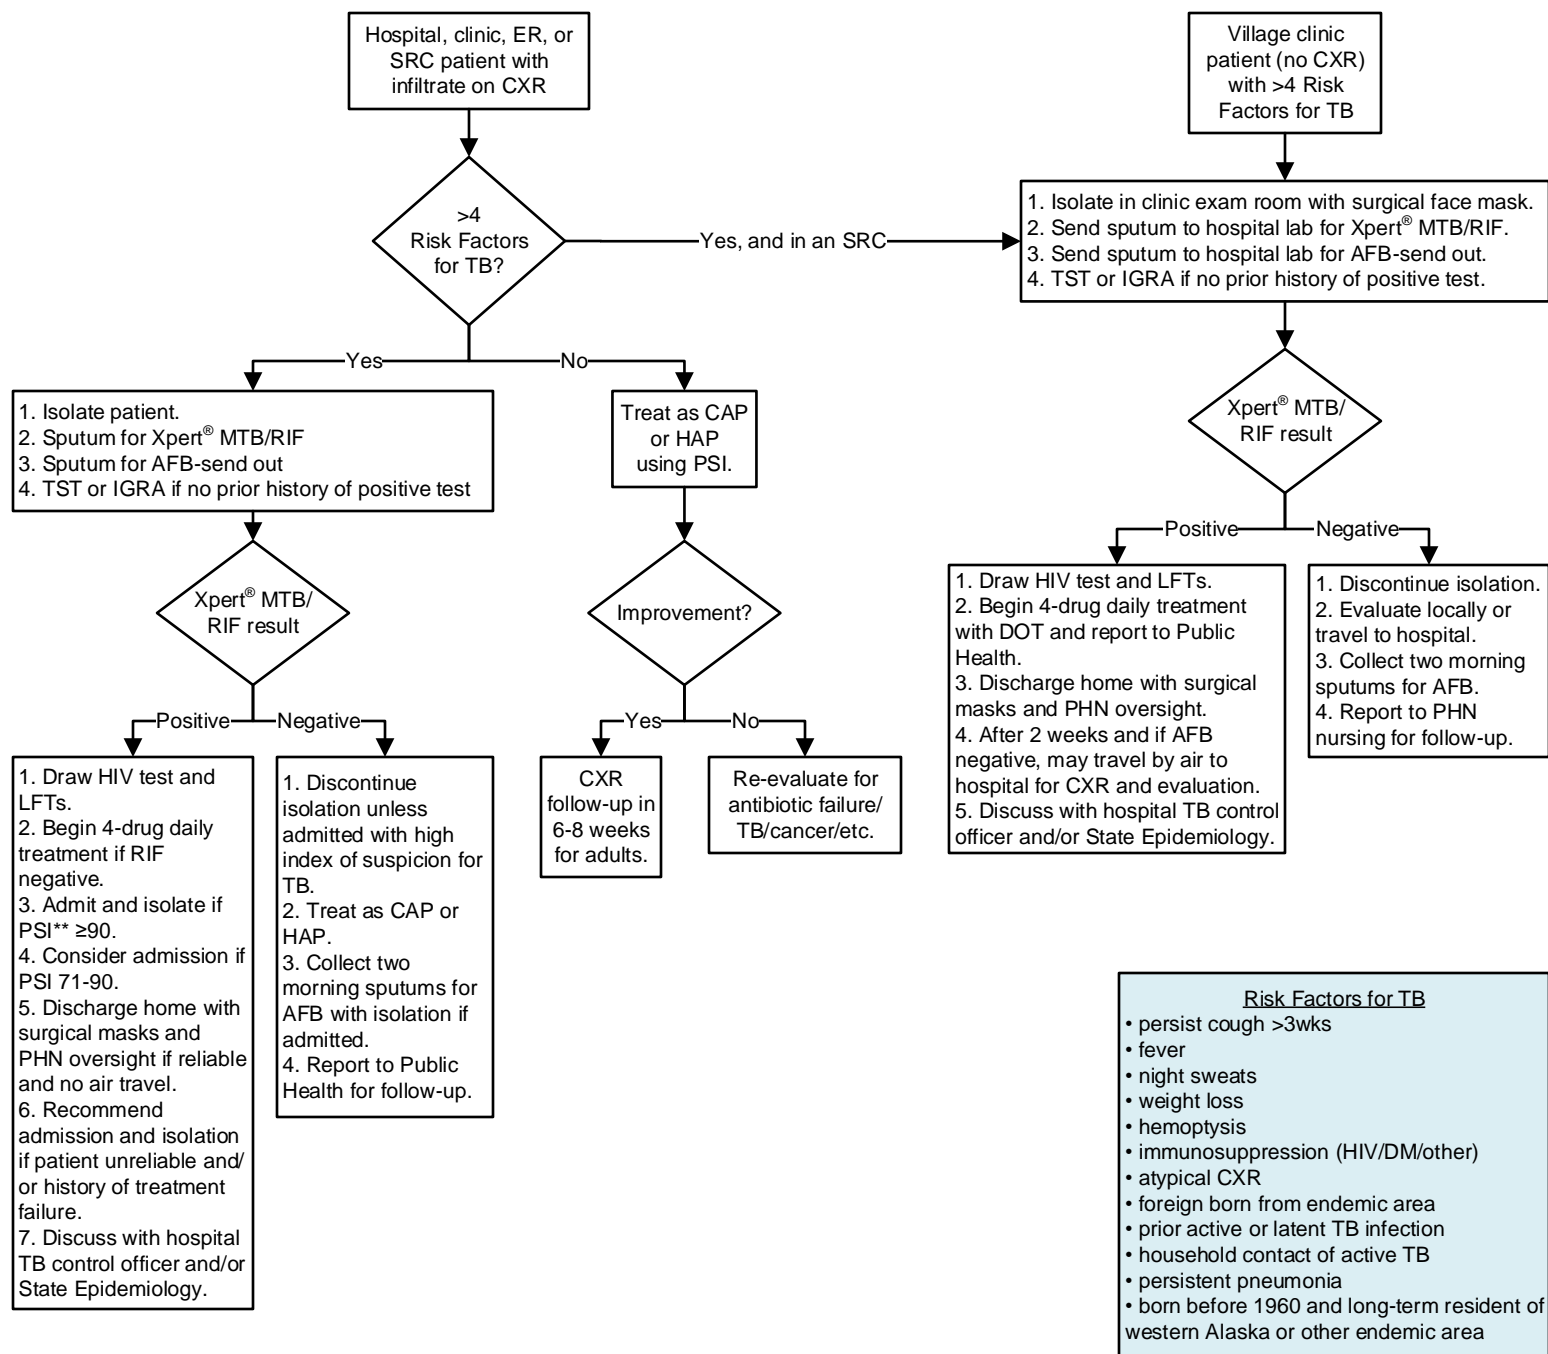 Hospital, clinic, ER, or
SRC patient with
infiltrate on CXR
Village clinic
patient (no CXR)
with >4 Risk
Factors for TB
>4
Risk Factors
for TB?
Yes, and in an SRC
1. Isolate in clinic exam room with surgical face mask.
2. Send sputum to hospital lab for Xpert® MTB/RIF.
3. Send sputum to hospital lab for AFB-send out.
4. TST or IGRA if no prior history of positive test.
Yes
No
1. Isolate patient.
2. Sputum for Xpert® MTB/RIF
3. Sputum for AFB-send out
4. TST or IGRA if no prior history of positive test
Treat as CAP
or HAP
using PSI.
Xpert® MTB/
RIF result
Positive
Negative
Xpert® MTB/
RIF result
Improvement?
1. Draw HIV test and LFTs.
2. Begin 4-drug daily treatment
with DOT and report to Public
Health.
3. Discharge home with surgical
masks and PHN oversight.
4. After 2 weeks and if AFB
negative, may travel by air to
hospital for CXR and evaluation.
5. Discuss with hospital TB control
officer and/or State Epidemiology.
1. Discontinue isolation.
2. Evaluate locally or
travel to hospital.
3. Collect two morning
sputums for AFB.
4. Report to PHN
nursing for follow-up.
Positive
Negative
Yes
No
1. Draw HIV test and
LFTs.
2. Begin 4-drug daily
treatment if RIF
negative.
3. Admit and isolate if
PSI** ≥90.
4. Consider admission if
PSI 71-90.
5. Discharge home with
surgical masks and
PHN oversight if reliable
and no air travel.
6. Recommend
admission and isolation
if patient unreliable and/
or history of treatment
failure.
7. Discuss with hospital
TB control officer and/or
State Epidemiology.
1. Discontinue
isolation unless
admitted with high
index of suspicion for
TB.
2. Treat as CAP or
HAP.
3. Collect two
morning sputums for
AFB with isolation if
admitted.
4. Report to Public
Health for follow-up.
CXR
follow-up in
6-8 weeks
for adults.
Re-evaluate for
antibiotic failure/
TB/cancer/etc.
Risk Factors for TB
• persist cough >3wks
• fever
• night sweats
• weight loss
• hemoptysis
• immunosuppression (HIV/DM/other)
• atypical CXR
• foreign born from endemic area
• prior active or latent TB infection
• household contact of active TB
• persistent pneumonia
• born before 1960 and long-term resident of
western Alaska or other endemic area